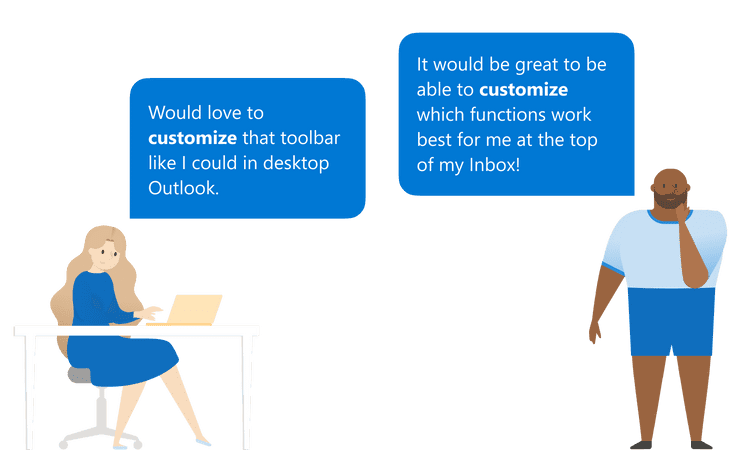 Would love to
customize that toolbar
like I could in desktop
Outlook.
It would be great to be
able to customize
which functions work
best for me at the top
of my Inbox!